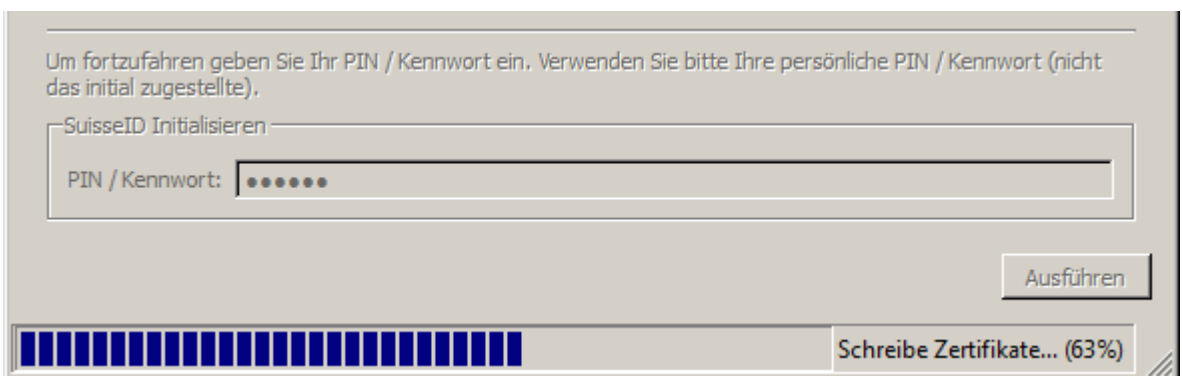 Um fortzufahren geben Sie Ihr PIN / Kennwort ein. Verwenden Sie bitte Ihre persönliche PIN / Kennwort (nicht
das initial zugestellte).
SuisseID Initialisieren
PIN / Kennwort: ●●●●●●
Ausführen
Schreibe Zertifikate... (63%)